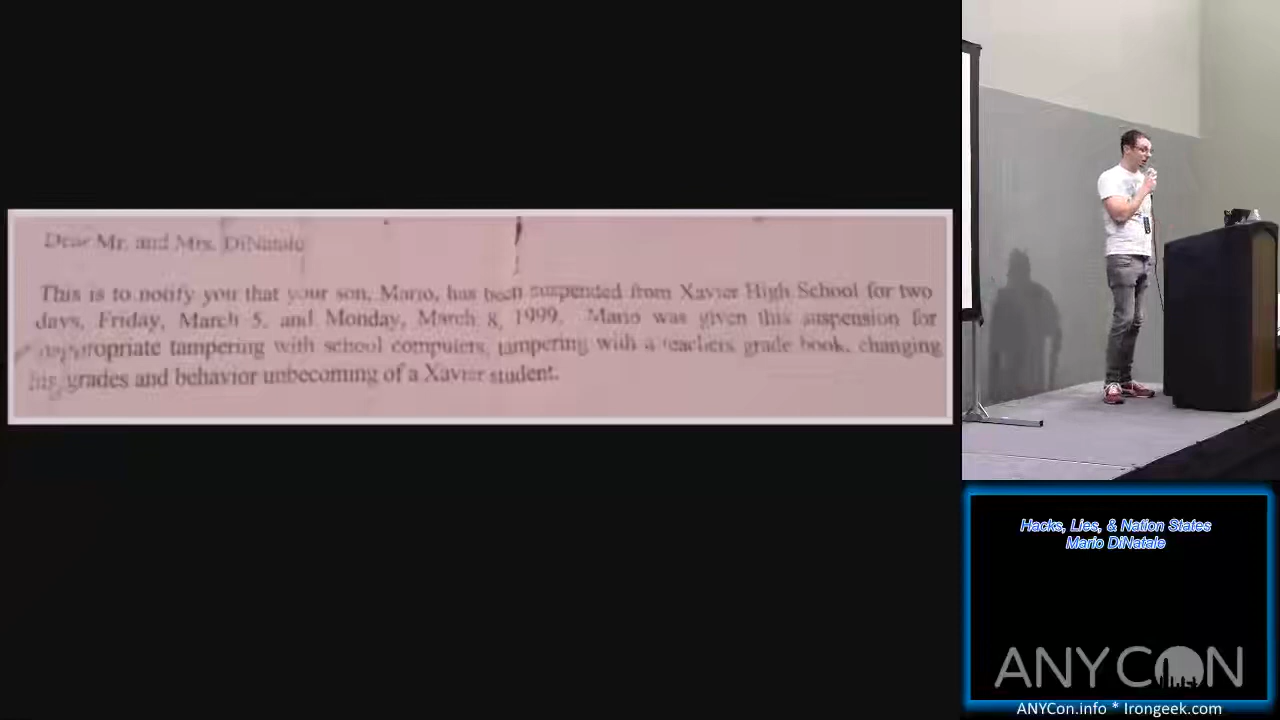 Dear Mr. and Mrs. DiNatale
This is to notify you that your son, Mario, has been suspended from Xavier High School for two
days, Friday, March 5, and Monday, March 8, 1999. Mario was given this suspension for
inappropriate tampering with school computers, tampering with a teachers grade book, changing
his grades and behavior unbecoming of a Xavier student.
Hacks, Lies, & Nation States
Mario DiNatale
ANYCON
ANYCon.info * Irongeek.com